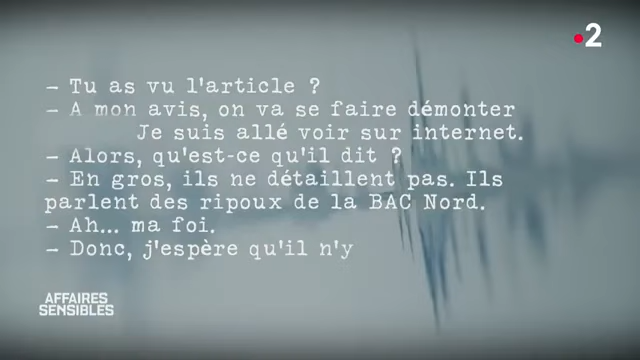 2
– Tu as vu l'article ?
– A mon avis, on va se faire démonter
Je suis allé voir sur internet.
– Alors, qu'est-ce qu'il dit ?
– En gros, ils ne détaillent pas. Ils
parlent des ripoux de la BAC Nord.
– Ah... ma foi.
– Donc, j'espère qu'il n'y
AFFAIRES
SENSIBLES